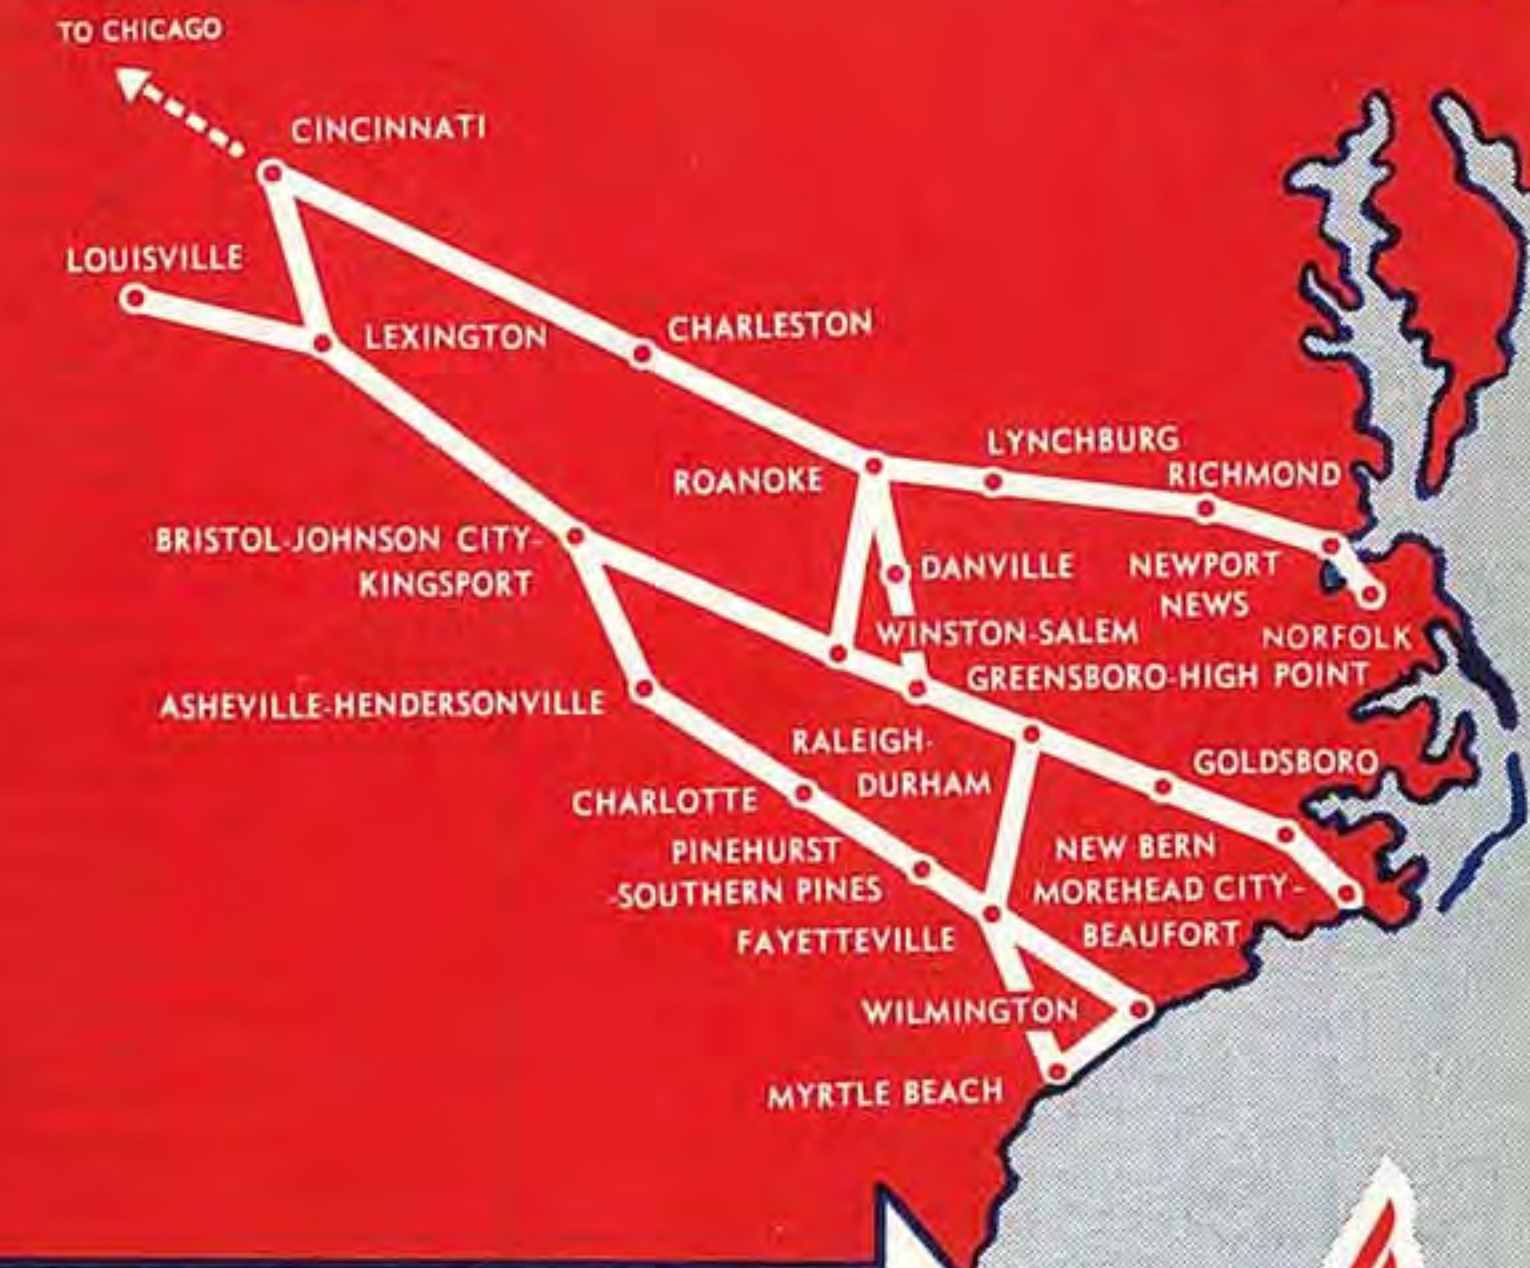 TO CHICAGO
CINCINNATI
LOUISVILLE
LEXINGTON
CHARLESTON
LYNCHBURG
RICHMOND
ROANOKE
BRISTOL-JOHNSON CITY-
KINGSPORT
DANVILLE
NEWPORT
NEWS
NORFOLK
WINSTON-SALEM
GREENSBORO-HIGH POINT
ASHEVILLE-HENDERSONVILLE
RALEIGH-
DURHAM
GOLDSBORO
CHARLOTTE
PINEHURST
-SOUTHERN PINES
NEW BERN
MOREHEAD CITY-
BEAUFORT
FAYETTEVILLE
WILMINGTON
MYRTLE BEACH